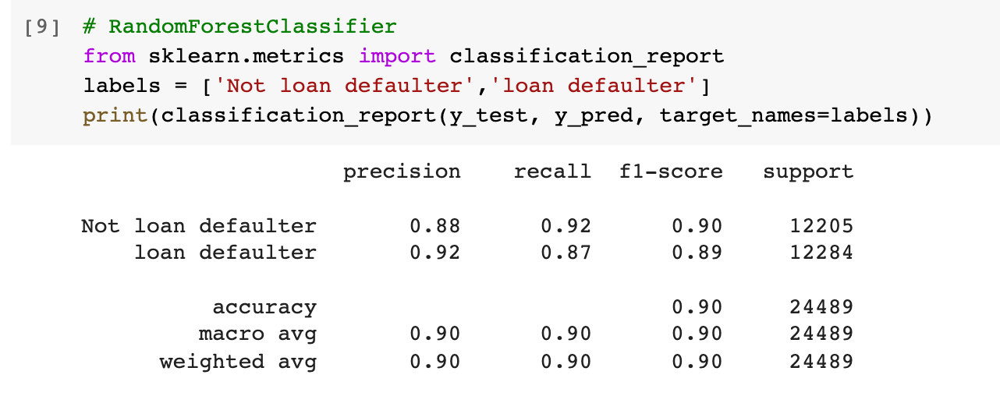 [9] # RandomForestClassifier
from sklearn.metrics import classification_report
labels = ['Not loan defaulter','loan defaulter']
print(classification_report(y_test, y_pred, target_names=labels))
precision recall f1-score support
Not loan defaulter 0.88 0.92 0.90 12205
loan defaulter 0.92 0.87 0.89 12284
accuracy 0.90 24489
macro avg 0.90 0.90 0.90 24489
weighted avg 0.90 0.90 0.90 24489